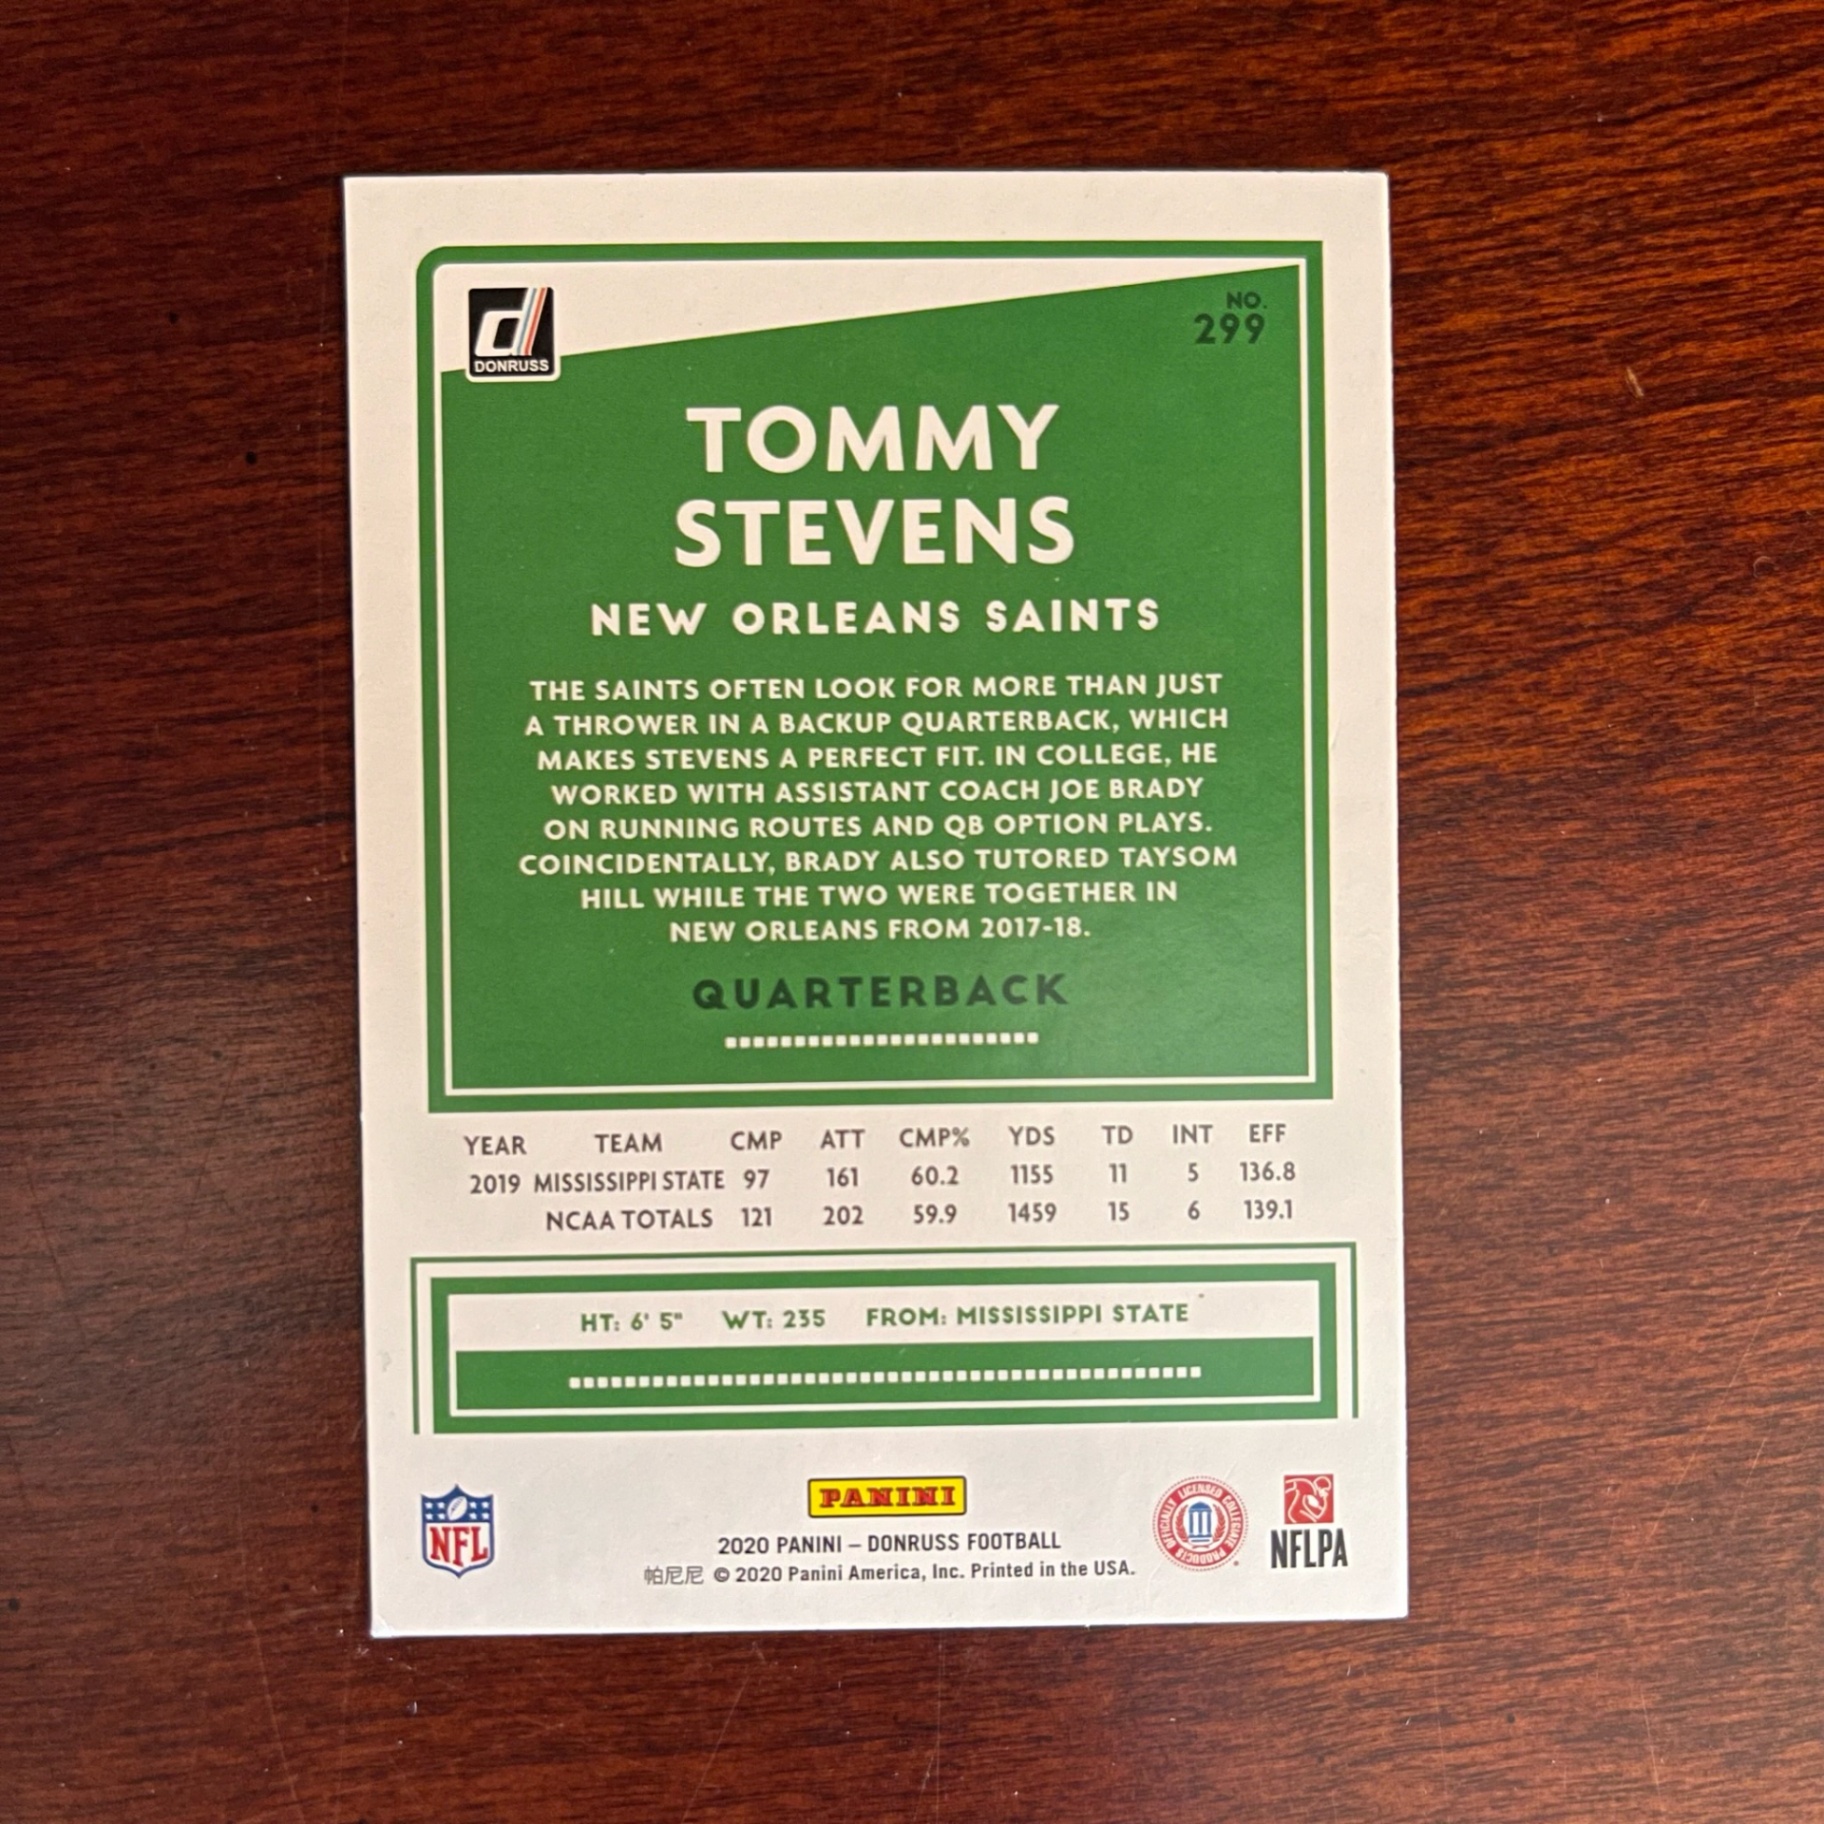 DONRUSS
NO.
299
TOMMY
STEVENS
NEW ORLEANS SAINTS
THE SAINTS OFTEN LOOK FOR MORE THAN JUST
A THROWER IN A BACKUP QUARTERBACK, WHICH
MAKES STEVENS A PERFECT FIT. IN COLLEGE, HE
WORKED WITH ASSISTANT COACH JOE BRADY
ON RUNNING ROUTES AND QB OPTION PLAYS.
COINCIDENTALLY, BRADY ALSO TUTORED TAYSOM
HILL WHILE THE TWO WERE TOGETHER IN
NEW ORLEANS FROM 2017-18.
QUARTERBACK
YEAR TEAM CMP ATT CMP% YDS TD INT EFF
2019 MISSISSIPPI STATE 97 161 60.2 1155 11 5 136.8
NCAA TOTALS 121 202 59.9 1459 15 6 139.1
HT: 6' 5" WT: 235 FROM: MISSISSIPPI STATE
NFL
PANINI
2020 PANINI – DONRUSS FOOTBALL
帕尼尼 © 2020 Panini America, Inc. Printed in the USA.
OFFICIALLY LICENSED COLLEGIATE PRODUCTS
NFLPA